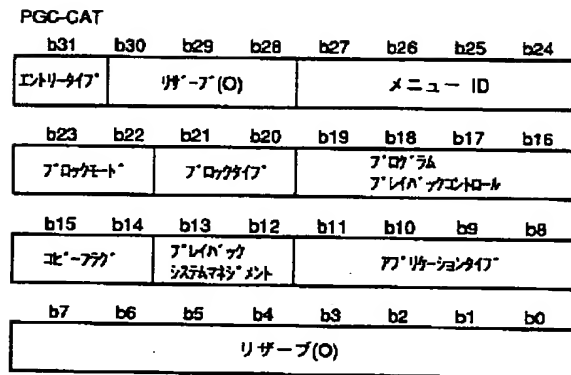 PGC-CAT
b31 b30 b29 b28 b27 b26 b25 b24
エントリータイプ リザーブ(O) メニュー ID
b23 b22 b21 b20 b19 b18 b17 b16
ブロックモード ブロックタイプ プログラム
プレイバックコントロール
b15 b14 b13 b12 b11 b10 b9 b8
コピーフラグ プレイバック
システムマネジメント アプリケーションタイプ
b7 b6 b5 b4 b3 b2 b1 b0
リザーブ(O)